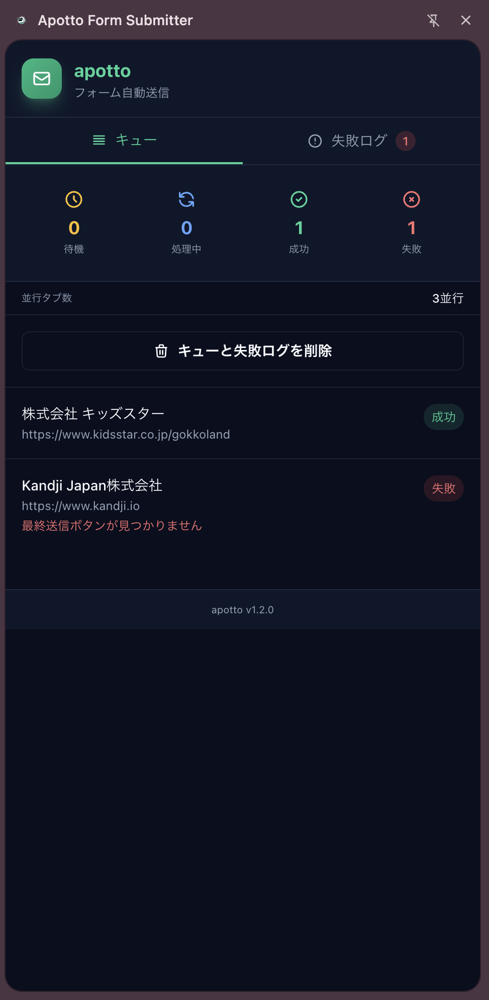 Apotto Form Submitter
apotto
フォーム自動送信
キュー
失敗ログ 1
0
待機
0
処理中
1
成功
1
失敗
並行タブ数
3並行
キューと失敗ログを削除
株式会社 キッズスター
成功
https://www.kidsstar.co.jp/gokkoland
Kandji Japan株式会社
失敗
https://www.kandji.io
最終送信ボタンが見つかりません
apotto v1.2.0